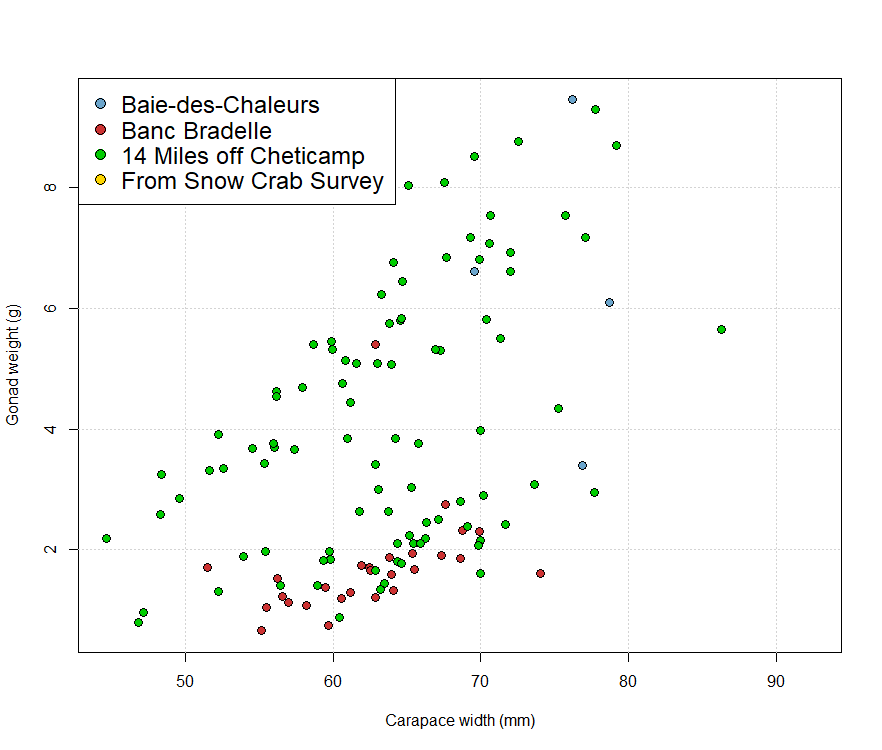 Baie-des-Chaleurs
Banc Bradelle
14 Miles off Cheticamp
From Snow Crab Survey
8
6
4
2
Gonad weight (g)
50 60 70 80 90
Carapace width (mm)